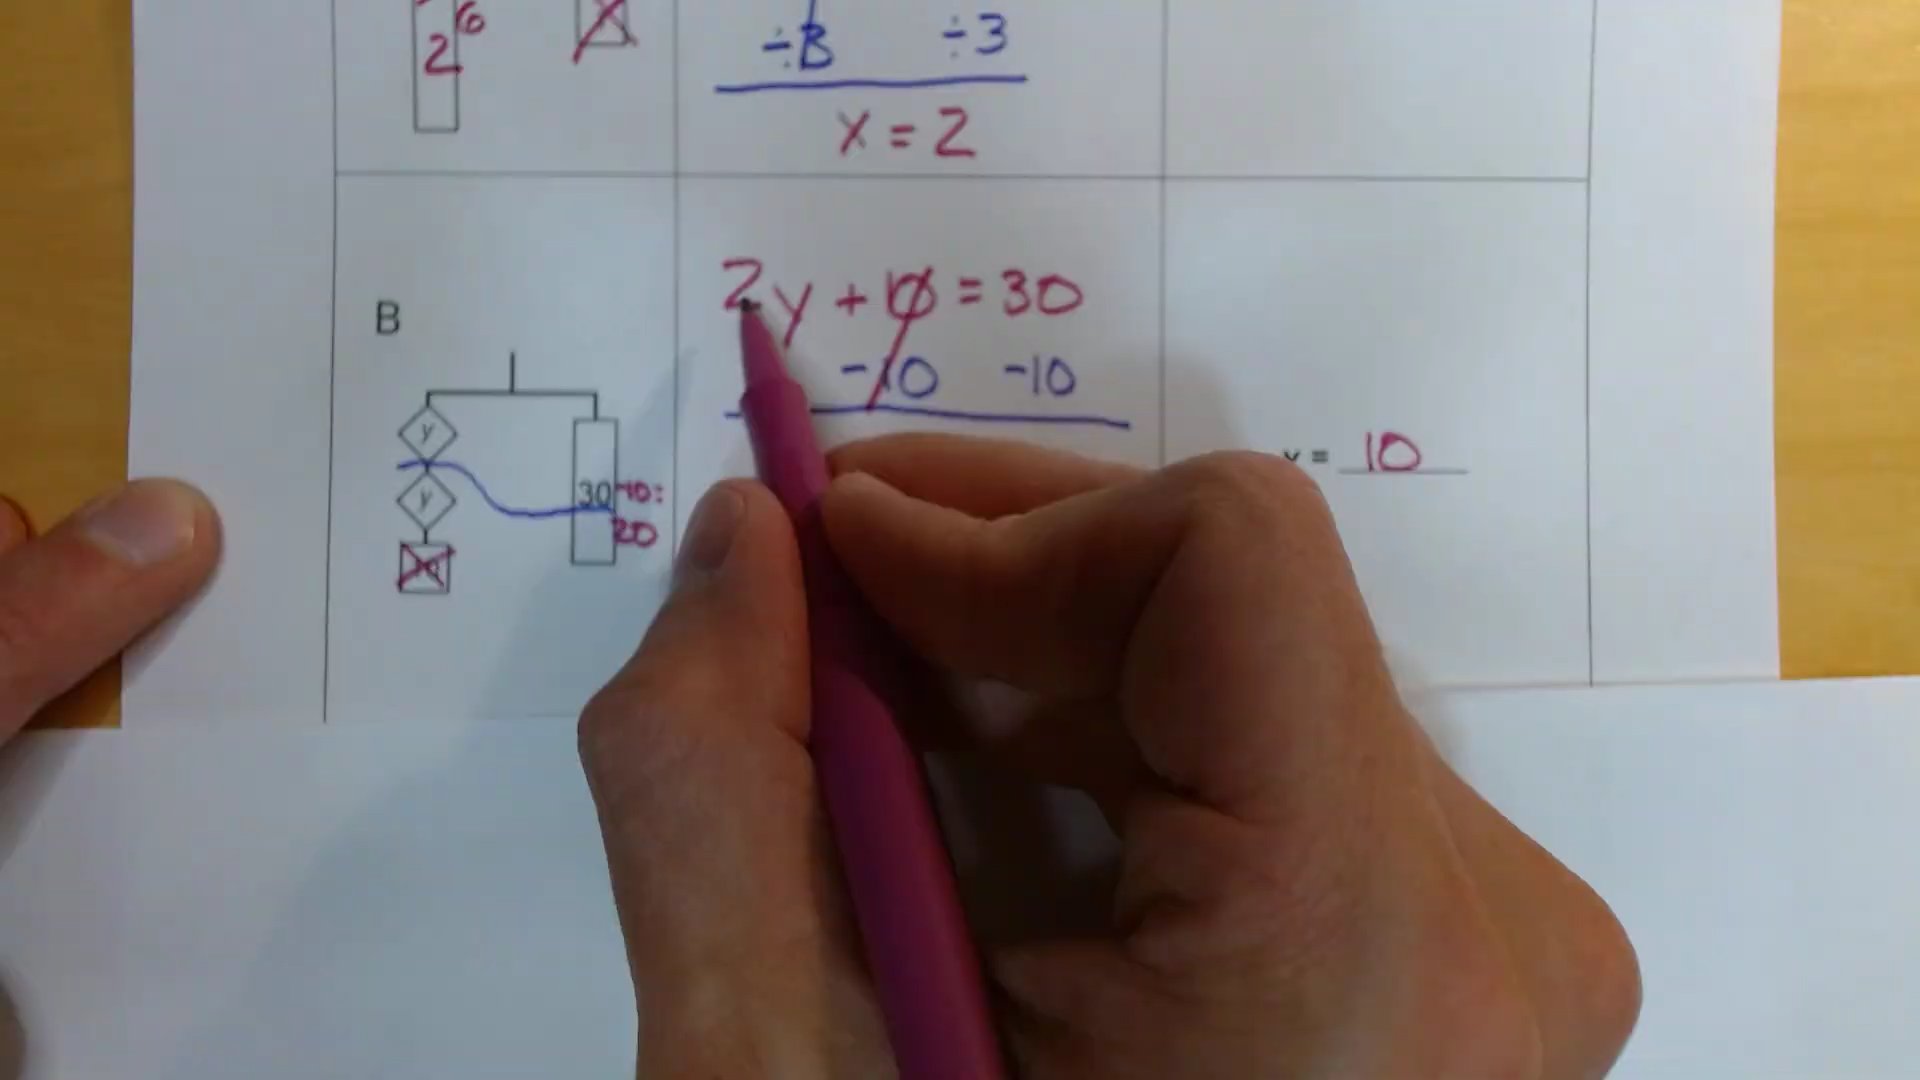 6
2
÷3 ÷3
x = 2
B
2y + 10 = 30
-10 -10
y
y
30 -10 =
20
y = 10